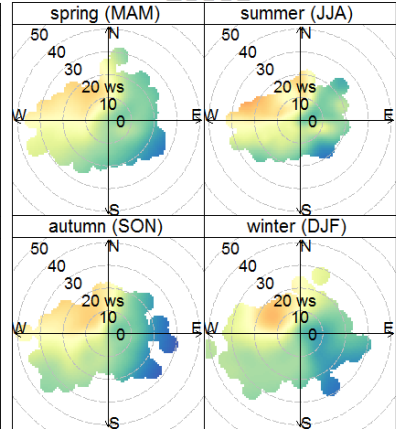 spring (MAM)
50
40
30
20 ws
10
0
N
W
E
S
summer (JJA)
50
40
30
20 ws
10
0
N
W
E
S
autumn (SON)
50
40
30
20 ws
10
0
N
W
E
S
winter (DJF)
50
40
30
20 ws
10
0
N
W
E
S